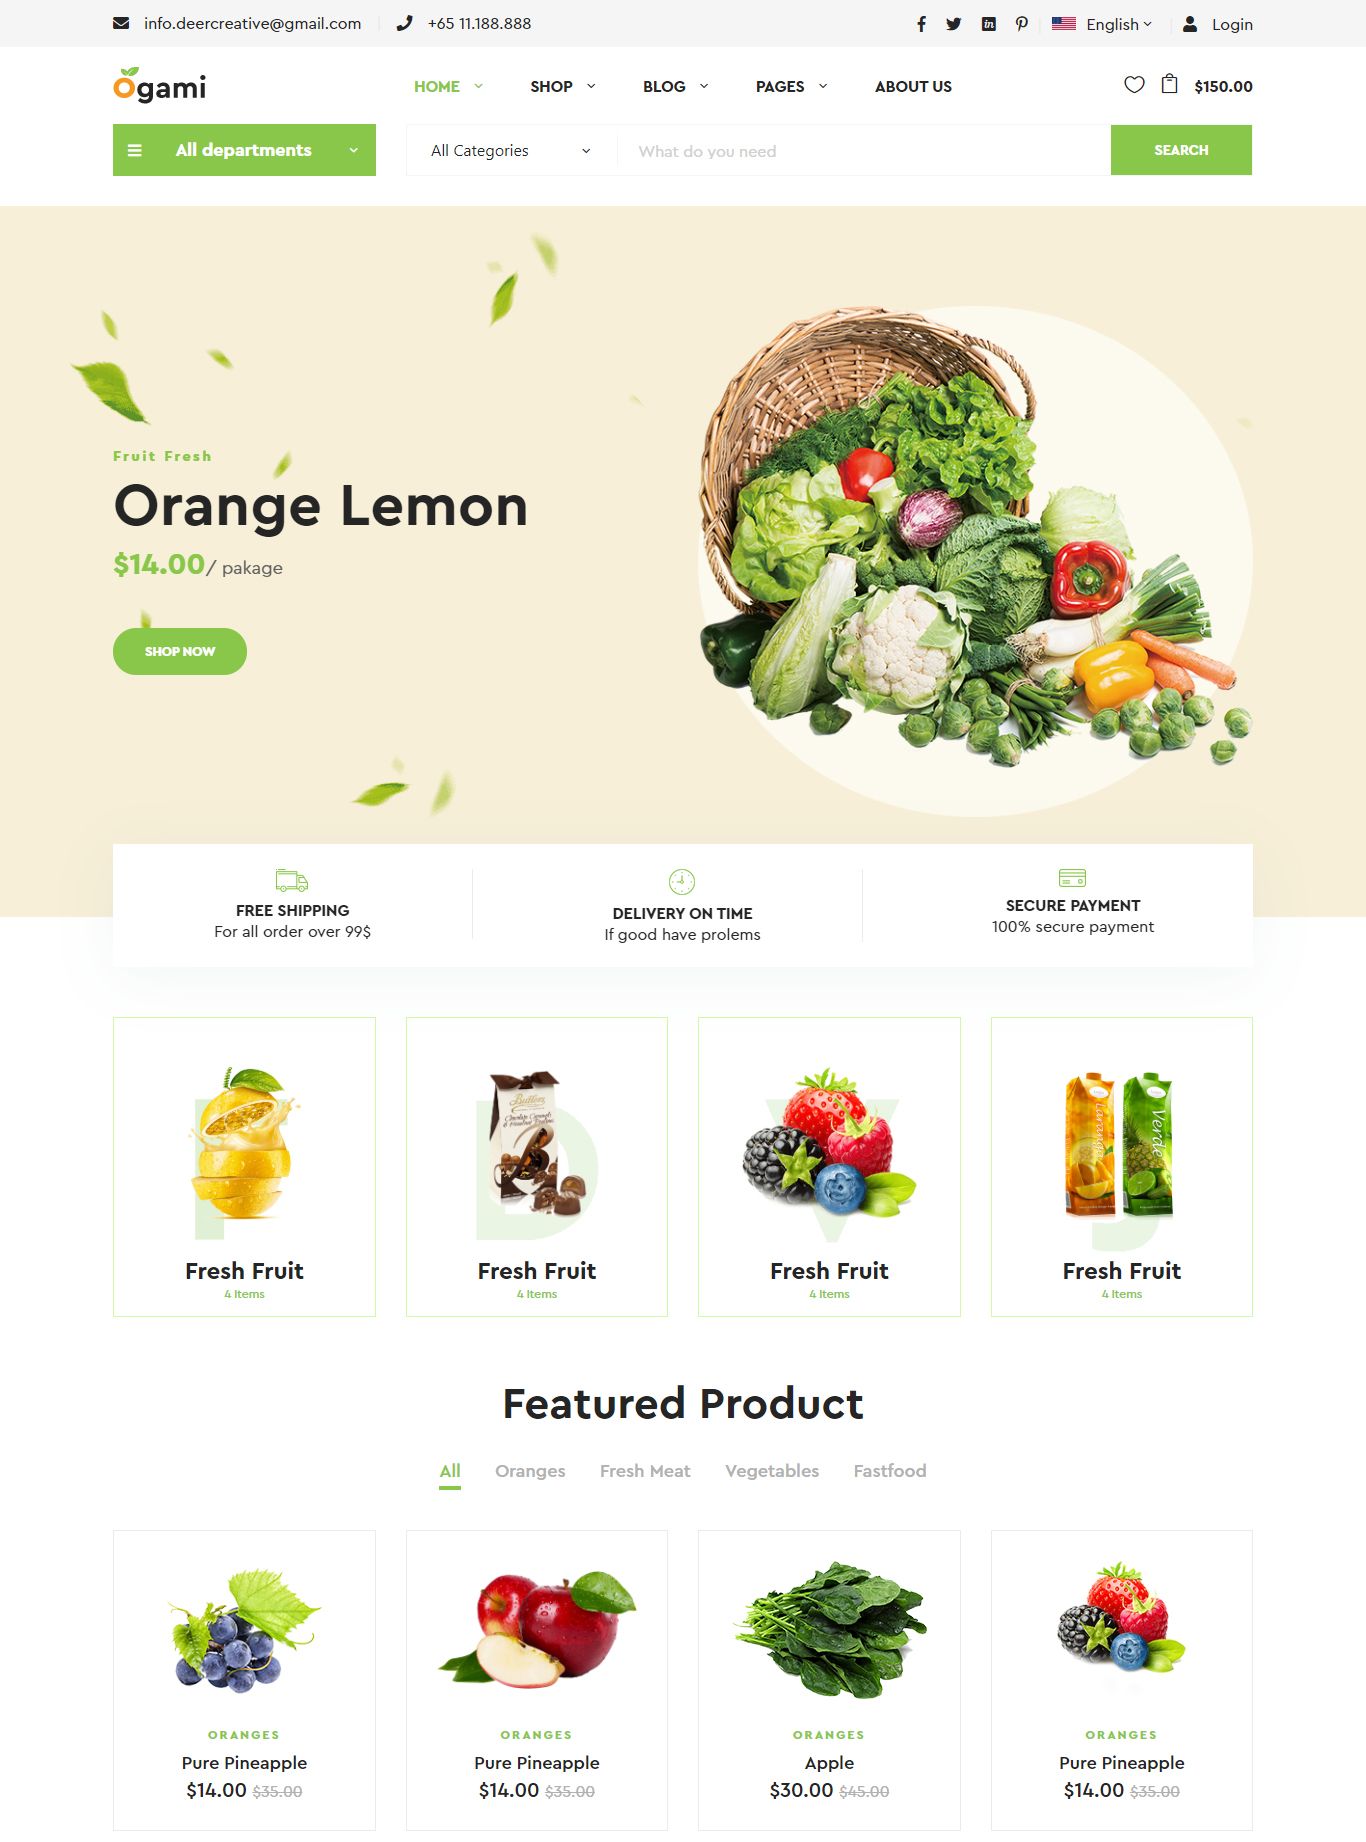 info.deercreative@gmail.com +65 11.188.888 English Login
Ogami HOME SHOP BLOG PAGES ABOUT US $150.00
All departments All Categories What do you need SEARCH
Fruit Fresh
Orange Lemon
$14.00/ pakage
SHOP NOW
FREE SHIPPING
For all order over 99$
DELIVERY ON TIME
If good have prolems
SECURE PAYMENT
100% secure payment
F
Fresh Fruit
4 Items
D
Butlers
Fresh Fruit
4 Items
V
Fresh Fruit
4 Items
J
Laranja
Verde
Fresh Fruit
4 Items
Featured Product
All Oranges Fresh Meat Vegetables Fastfood
ORANGES
Pure Pineapple
$14.00 $35.00
ORANGES
Pure Pineapple
$14.00 $35.00
ORANGES
Apple
$30.00 $45.00
ORANGES
Pure Pineapple
$14.00 $35.00